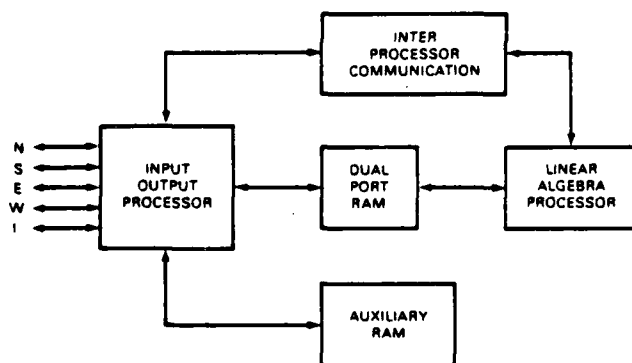 INTER
PROCESSOR
COMMUNICATION
N
S
E
W
I
INPUT
OUTPUT
PROCESSOR
DUAL
PORT
RAM
LINEAR
ALGEBRA
PROCESSOR
AUXILIARY
RAM